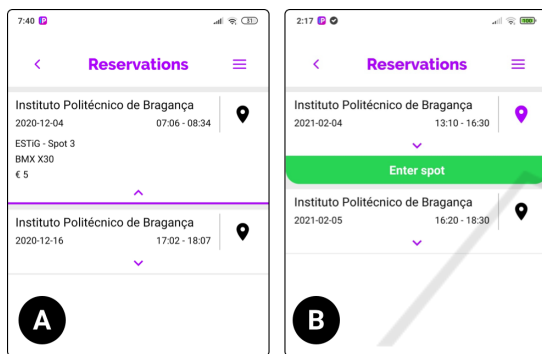 7:40
31
Reservations
Instituto Politécnico de Bragança
2020-12-04 07:06 - 08:34
ESTiG - Spot 3
BMX X30
€ 5
Instituto Politécnico de Bragança
2020-12-16 17:02 - 18:07
A
2:17
100
Reservations
Instituto Politécnico de Bragança
2021-02-04 13:10 - 16:30
Enter spot
Instituto Politécnico de Bragança
2021-02-05 16:20 - 18:30
B